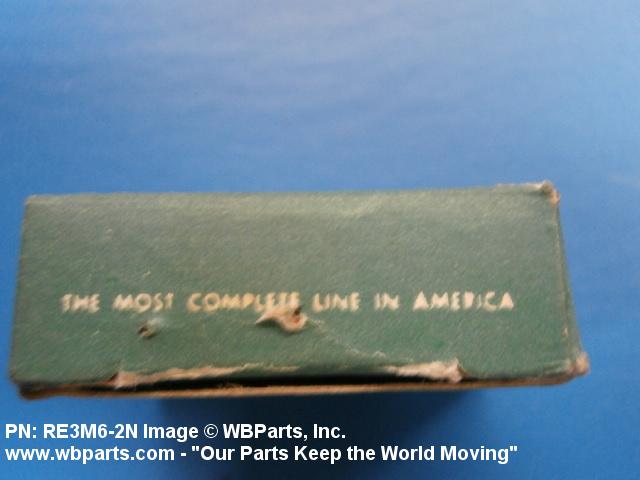 THE MOST COMPLETE LINE IN AMERICA
PN: RE3M6-2N Image © WBParts, Inc.
www.wbparts.com - "Our Parts Keep the World Moving"